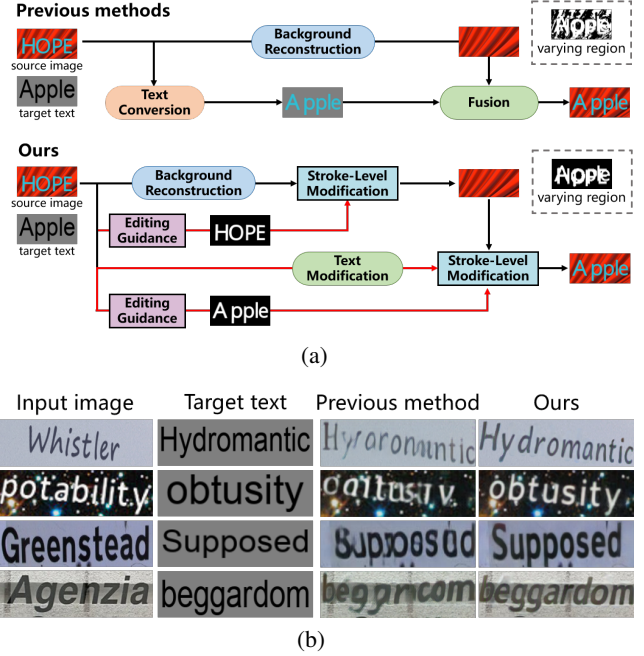 Previous methods
HOPE
source image
Apple
target text
Background Reconstruction
Text Conversion
Apple
Fusion
Apple
Apple
varying region
Ours
HOPE
source image
Apple
target text
Background Reconstruction
Stroke-Level Modification
Editing Guidance
HOPE
Text Modification
Stroke-Level Modification
Apple
Editing Guidance
Apple
varying region
(a)
Input image Target text Previous method Ours
Whistler Hydromantic Hydromantic
potability obtusity obtusity
Greenstead Supposed Supposed
Agenzia beggardom beggardom
(b)